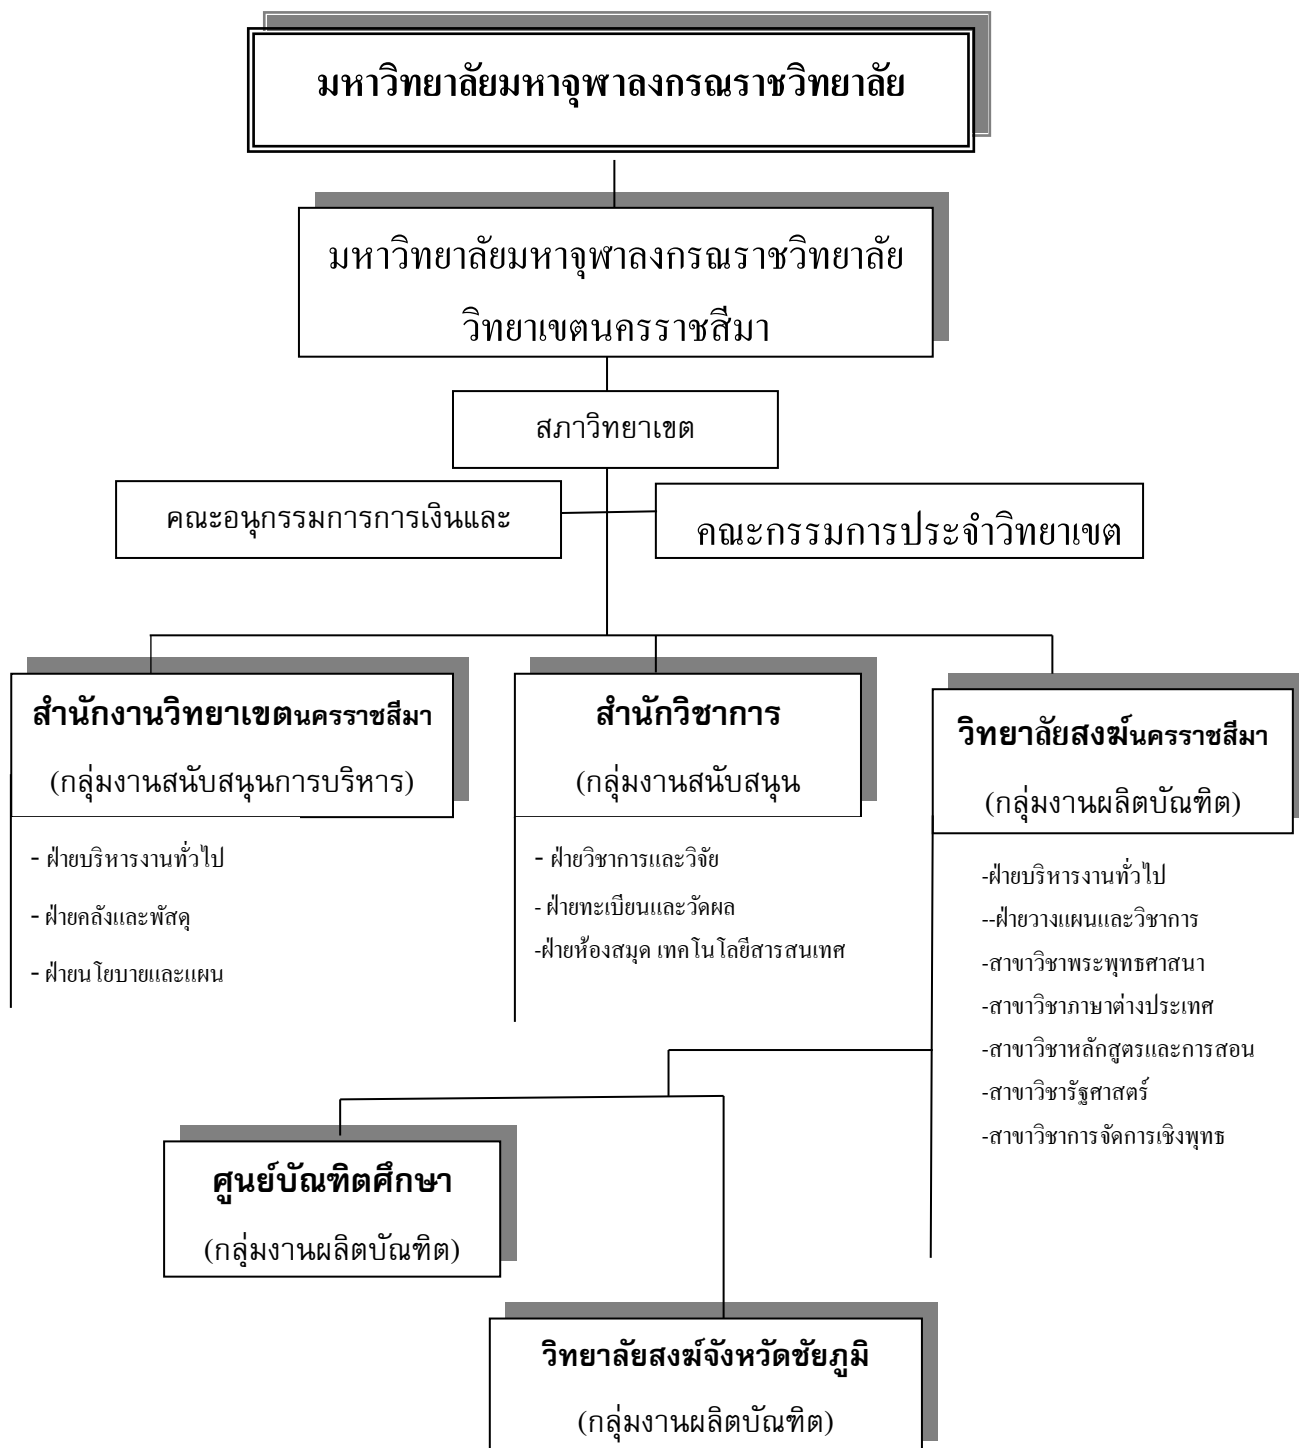 มหาวิทยาลัยมหาจุฬาลงกรณราชวิทยาลัย
มหาวิทยาลัยมหาจุฬาลงกรณราชวิทยาลัย
วิทยาเขตนครราชสีมา
สภาวิทยาเขต
คณะอนุกรรมการการเงินและ
คณะกรรมการประจำวิทยาเขต
สำนักงานวิทยาเขตนครราชสีมา
(กลุ่มงานสนับสนุนการบริหาร)
- ฝ่ายบริหารงานทั่วไป
- ฝ่ายคลังและพัสดุ
- ฝ่ายนโยบายและแผน
สำนักวิชาการ
(กลุ่มงานสนับสนุน
- ฝ่ายวิชาการและวิจัย
- ฝ่ายทะเบียนและวัดผล
-ฝ่ายห้องสมุด เทคโนโลยีสารสนเทศ
วิทยาลัยสงฆ์นครราชสีมา
(กลุ่มงานผลิตบัณฑิต)
-ฝ่ายบริหารงานทั่วไป
--ฝ่ายวางแผนและวิชาการ
-สาขาวิชาพระพุทธศาสนา
-สาขาวิชาภาษาต่างประเทศ
-สาขาวิชาหลักสูตรและการสอน
-สาขาวิชารัฐศาสตร์
-สาขาวิชาการจัดการเชิงพุทธ
ศูนย์บัณฑิตศึกษา
(กลุ่มงานผลิตบัณฑิต)
วิทยาลัยสงฆ์จังหวัดชัยภูมิ
(กลุ่มงานผลิตบัณฑิต)